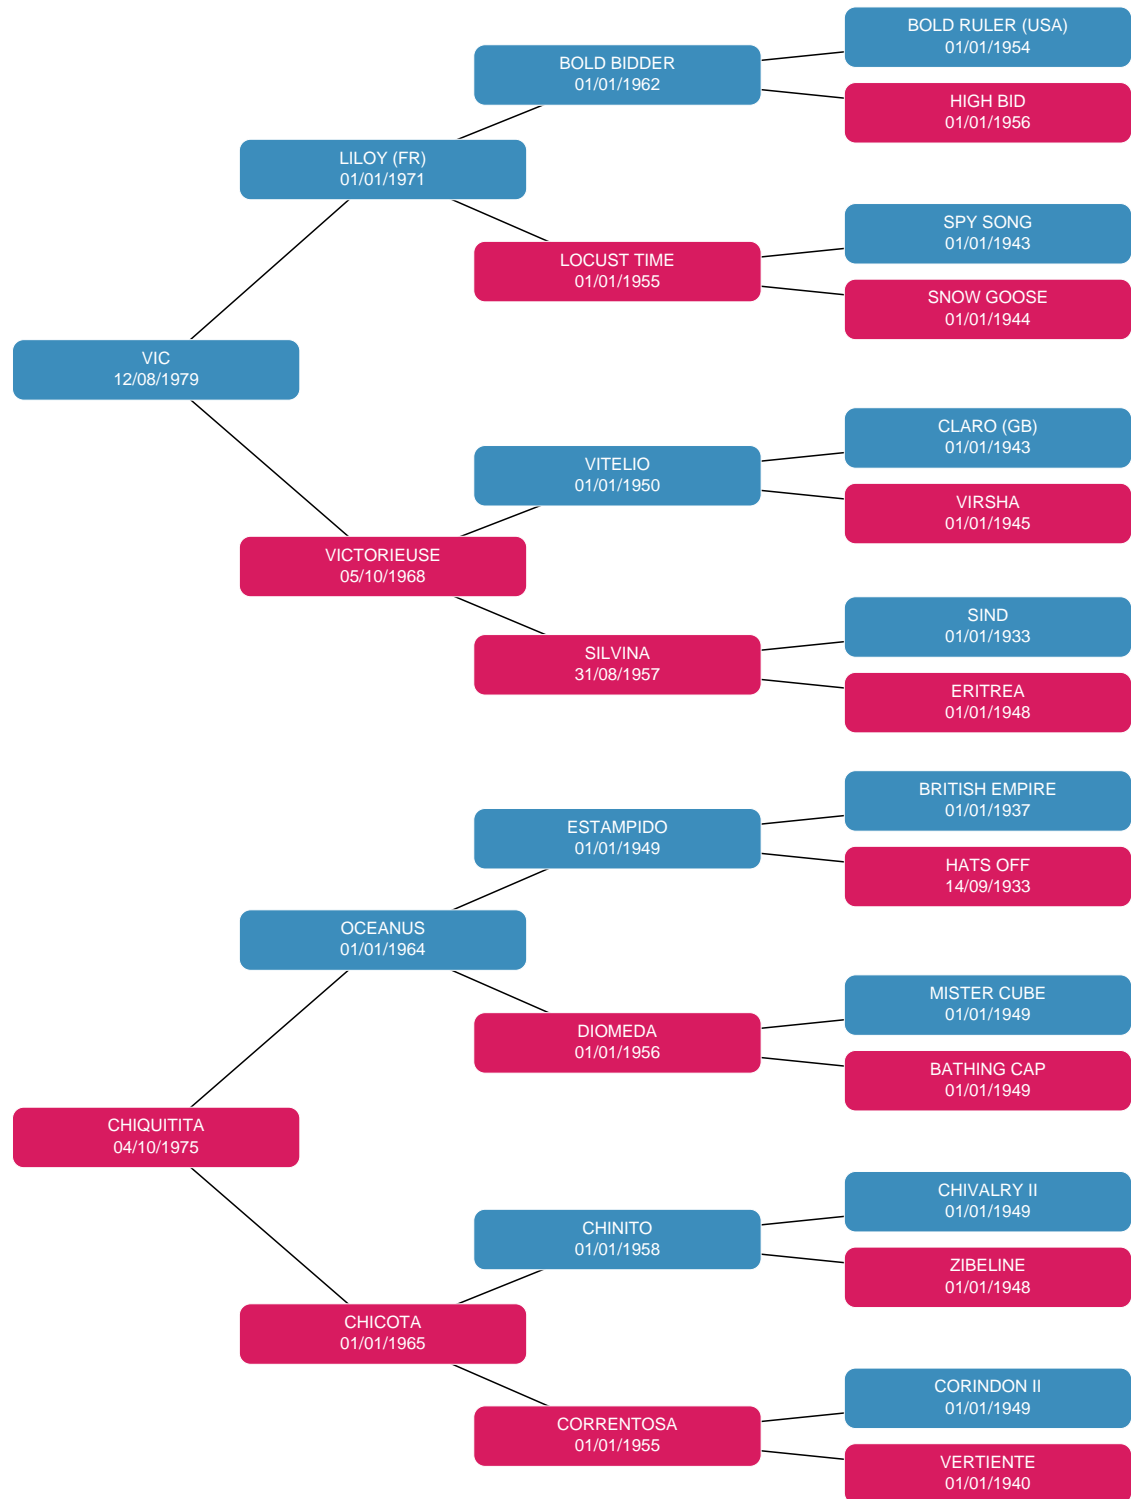 BOLD RULER (USA)
01/01/1954
BOLD BIDDER
01/01/1962
HIGH BID
01/01/1956
LILOY (FR)
01/01/1971
SPY SONG
01/01/1943
LOCUST TIME
01/01/1955
SNOW GOOSE
01/01/1944
VIC
12/08/1979
CLARO (GB)
01/01/1943
VITELIO
01/01/1950
VIRSHA
01/01/1945
VICTORIEUSE
05/10/1968
SIND
01/01/1933
SILVINA
31/08/1957
ERITREA
01/01/1948
BRITISH EMPIRE
01/01/1937
ESTAMPIDO
01/01/1949
HATS OFF
14/09/1933
OCEANUS
01/01/1964
MISTER CUBE
01/01/1949
DIOMEDA
01/01/1956
BATHING CAP
01/01/1949
CHIQUITITA
04/10/1975
CHIVALRY II
01/01/1949
CHINITO
01/01/1958
ZIBELINE
01/01/1948
CHICOTA
01/01/1965
CORINDON II
01/01/1949
CORRENTOSA
01/01/1955
VERTIENTE
01/01/1940